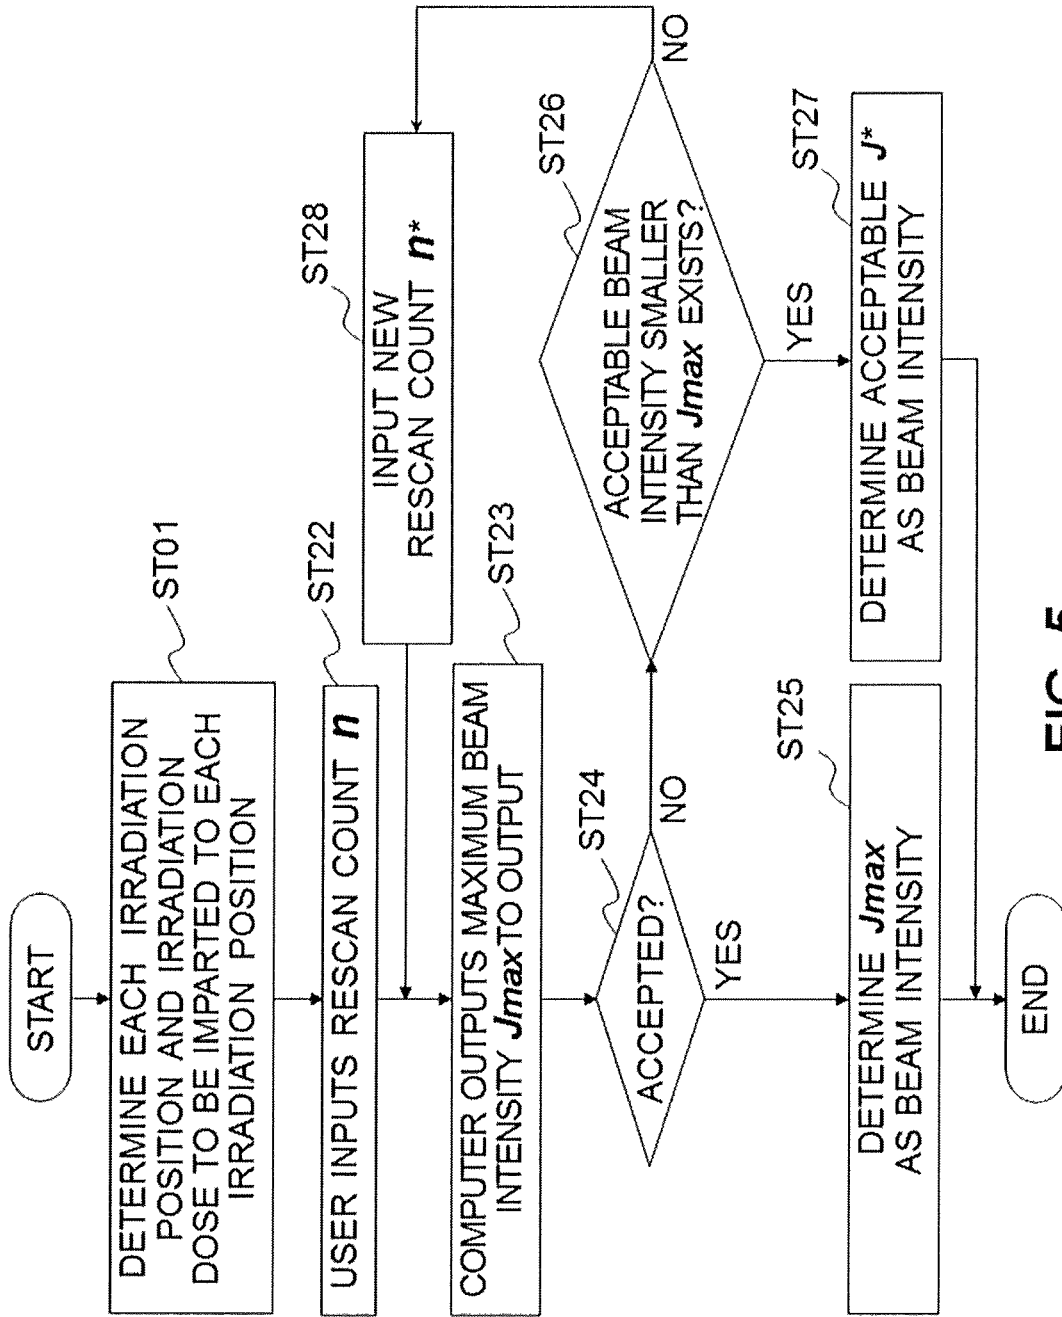 START
DETERMINE EACH IRRADIATION
POSITION AND IRRADIATION
DOSE TO BE IMPARTED TO EACH
IRRADIATION POSITION
ST01
USER INPUTS RESCAN COUNT n
ST22
INPUT NEW
RESCAN COUNT n*
ST28
COMPUTER OUTPUTS MAXIMUM BEAM
INTENSITY Jmax TO OUTPUT
ST23
ACCEPTED?
ST24
NO
YES
ACCEPTABLE BEAM
INTENSITY SMALLER
THAN Jmax EXISTS?
ST26
NO
YES
DETERMINE Jmax
AS BEAM INTENSITY
ST25
DETERMINE ACCEPTABLE J*
AS BEAM INTENSITY
ST27
END
FIG. 5